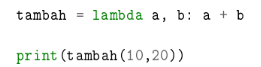 tambah = lambda a, b: a + b
print(tambah(10,20))